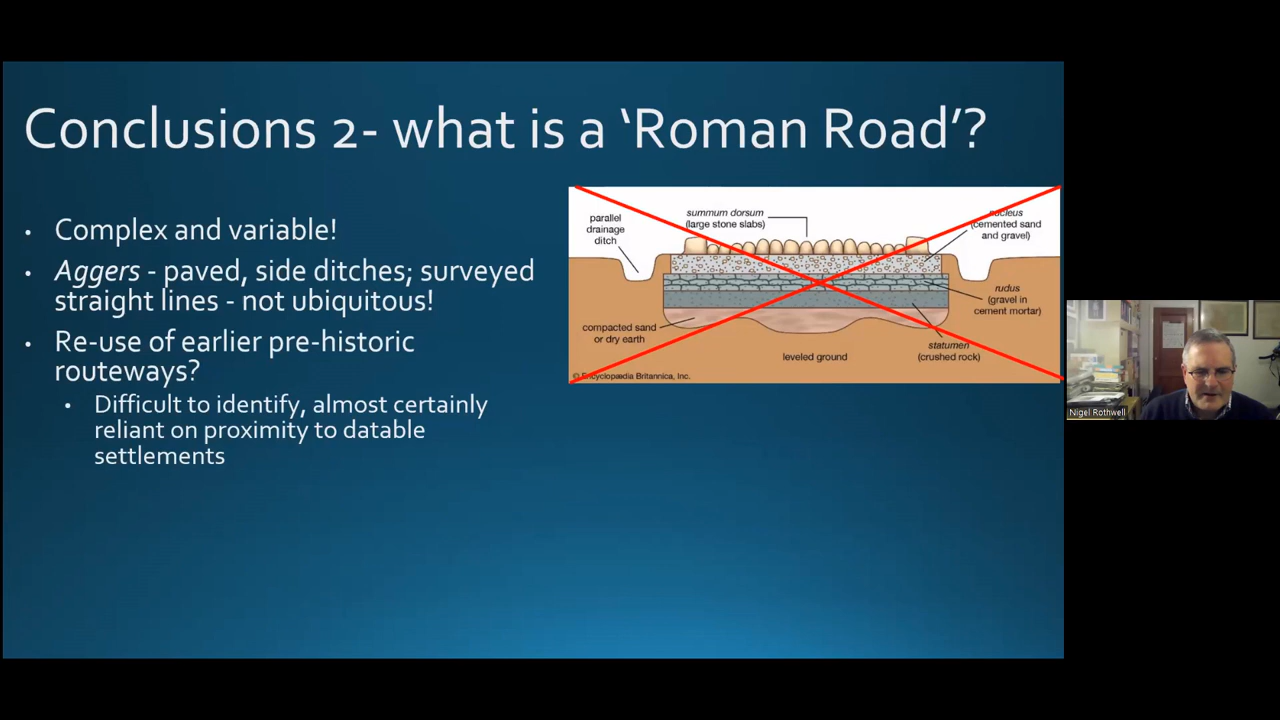 Conclusions 2- what is a ‘Roman Road’?
• Complex and variable!
• Aggers - paved, side ditches; surveyed
straight lines - not ubiquitous!
• Re-use of earlier pre-historic
routeways?
• Difficult to identify, almost certainly
reliant on proximity to datable
settlements
parallel
drainage
ditch
summum dorsum
(large stone slabs)
nucleus
(cemented sand
and gravel)
rudus
(gravel in
cement mortar)
compacted sand
or dry earth
statumen
(crushed rock)
leveled ground
© Encyclopædia Britannica, Inc.
Nigel Rothwell